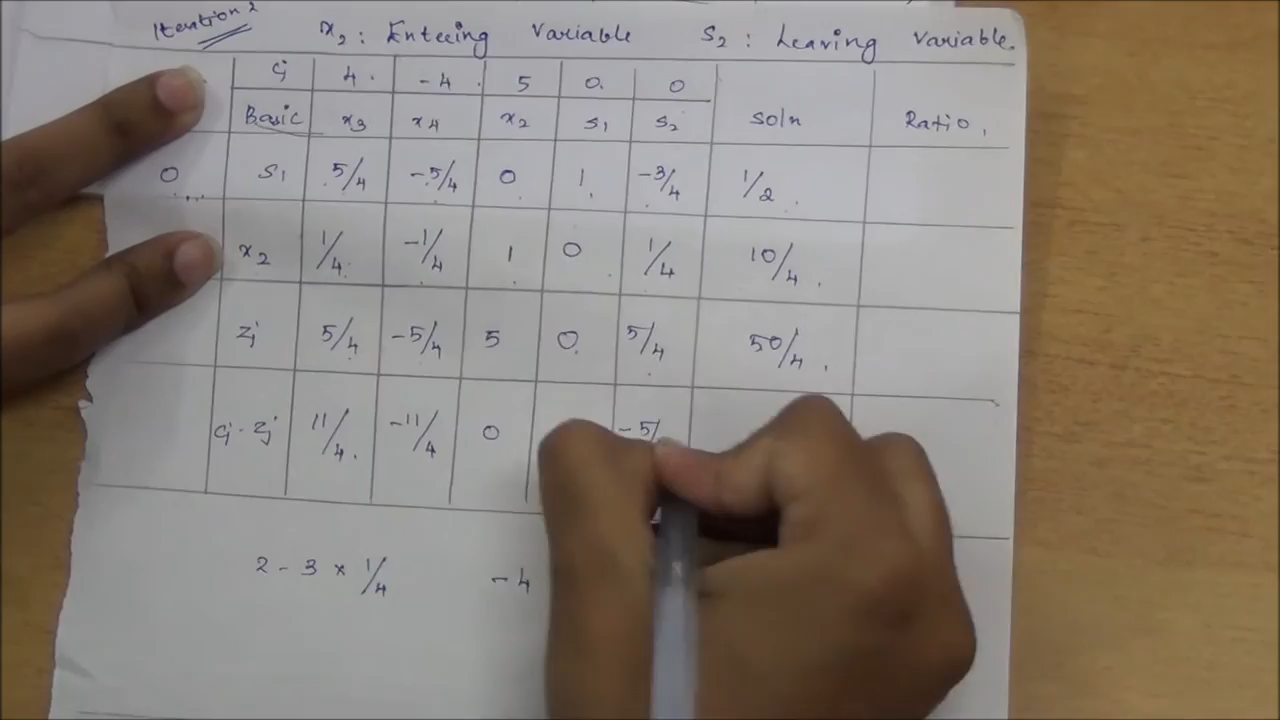 Iteration 2 x2 : Entering Variable S2 : Leaving Variable.
Cj 4 -4 5 0 0
Basic x3 x4 x2 S1 S2 Soln Ratio
0 S1 5/4 -5/4 0 1 -3/4 1/2
x2 1/4 -1/4 1 0 1/4 10/4
Zj 5/4 -5/4 5 0 5/4 50/4
Cj - Zj 11/4 -11/4 0 -5/
2 - 3 × 1/4 -4